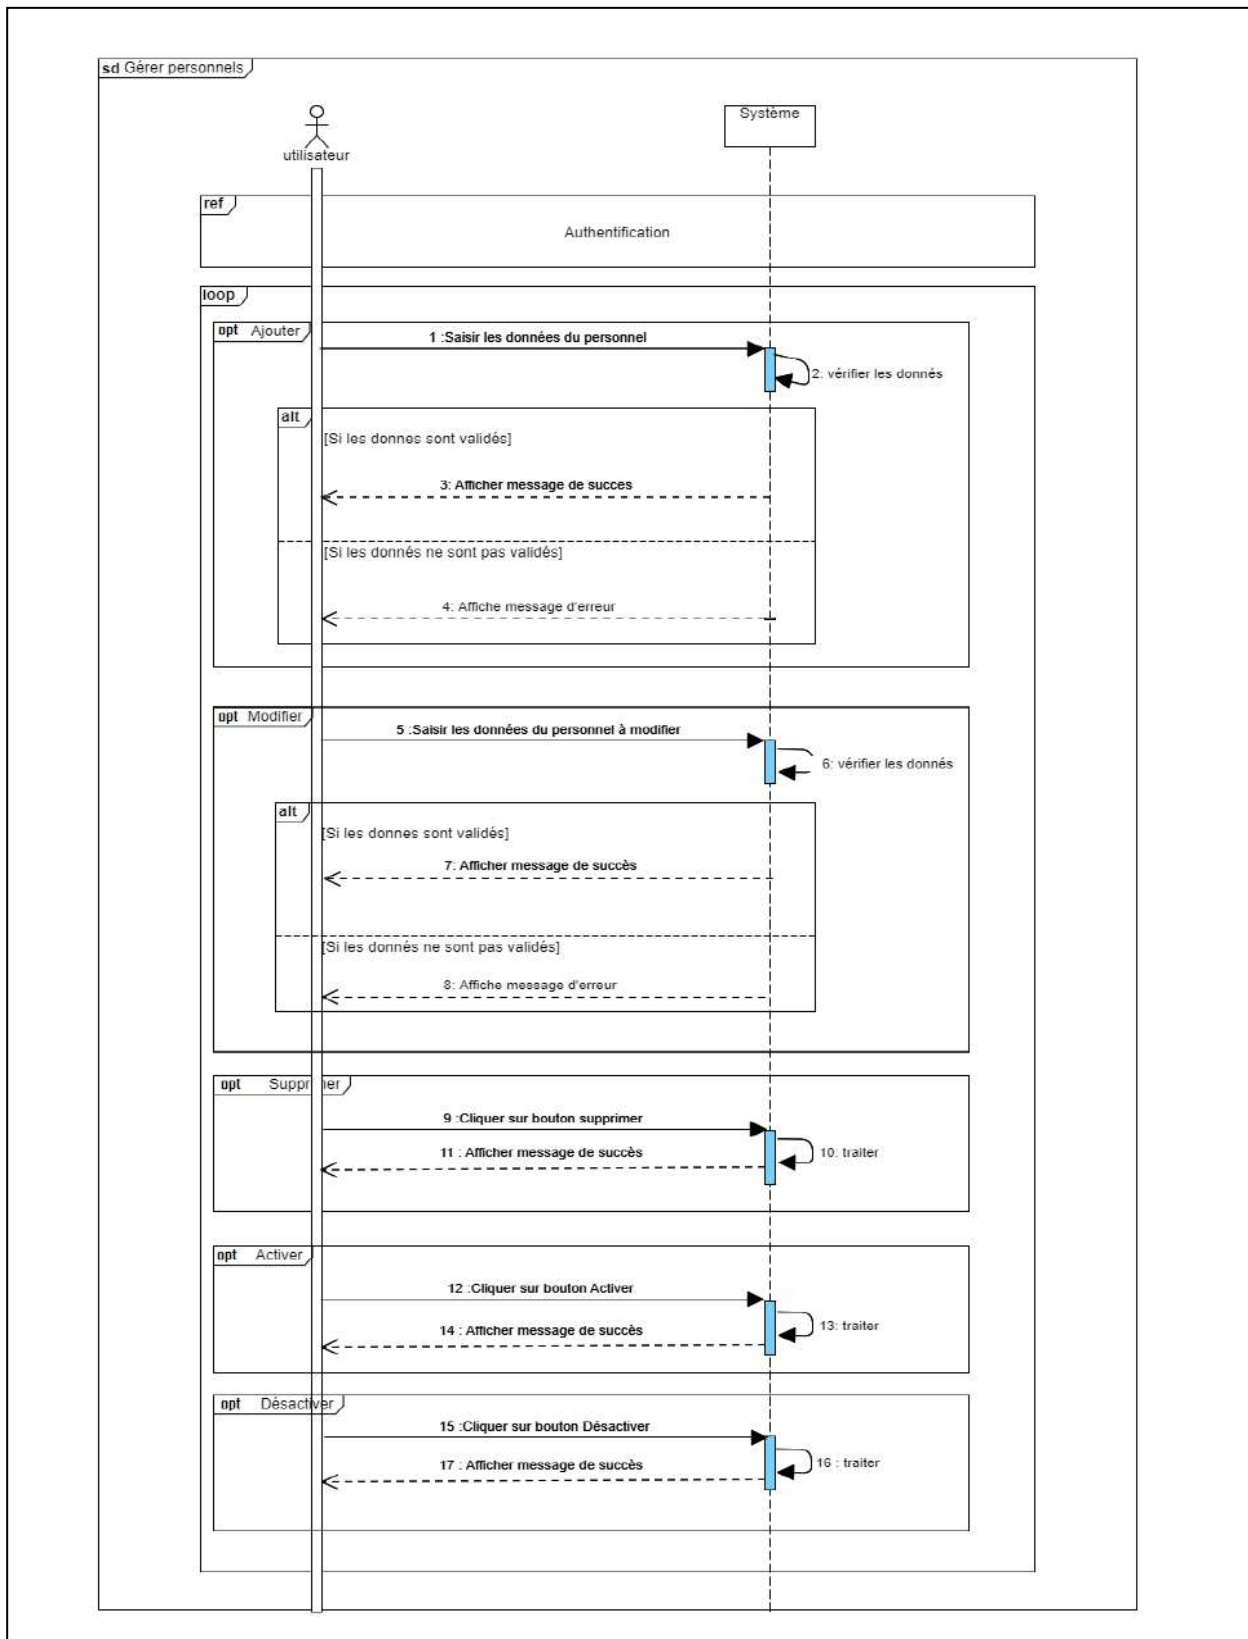 sd Gérer personnels
Système
utilisateur
ref
Authentification
loop
opt Ajouter
1 :Saisir les données du personnel
2: vérifier les donnés
alt
[Si les donnes sont validés]
3: Afficher message de succes
[Si les donnés ne sont pas validés]
4: Affiche message d'erreur
opt Modifier
5 :Saisir les données du personnel à modifier
6: vérifier les donnés
alt
[Si les donnes sont validés]
7: Afficher message de succès
[Si les donnés ne sont pas validés]
8: Affiche message d'erreur
opt Supprimer
9 :Cliquer sur bouton supprimer
11 : Afficher message de succès
10: traiter
opt Activer
12 :Cliquer sur bouton Activer
14 : Afficher message de succès
13: traiter
opt Désactiver
15 :Cliquer sur bouton Désactiver
17 : Afficher message de succès
16 : traiter